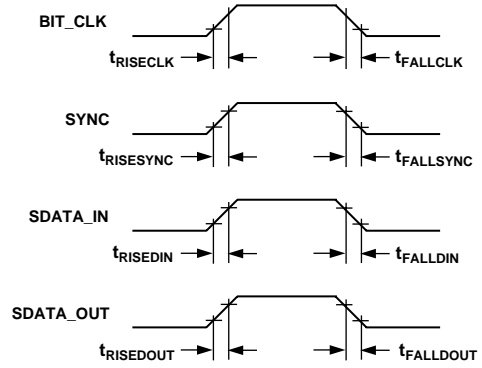 BIT_CLK
tRISECLK tFALLCLK
SYNC
tRISESYNC tFALLSYNC
SDATA_IN
tRISEDIN tFALLDIN
SDATA_OUT
tRISEDOUT tFALLDOUT